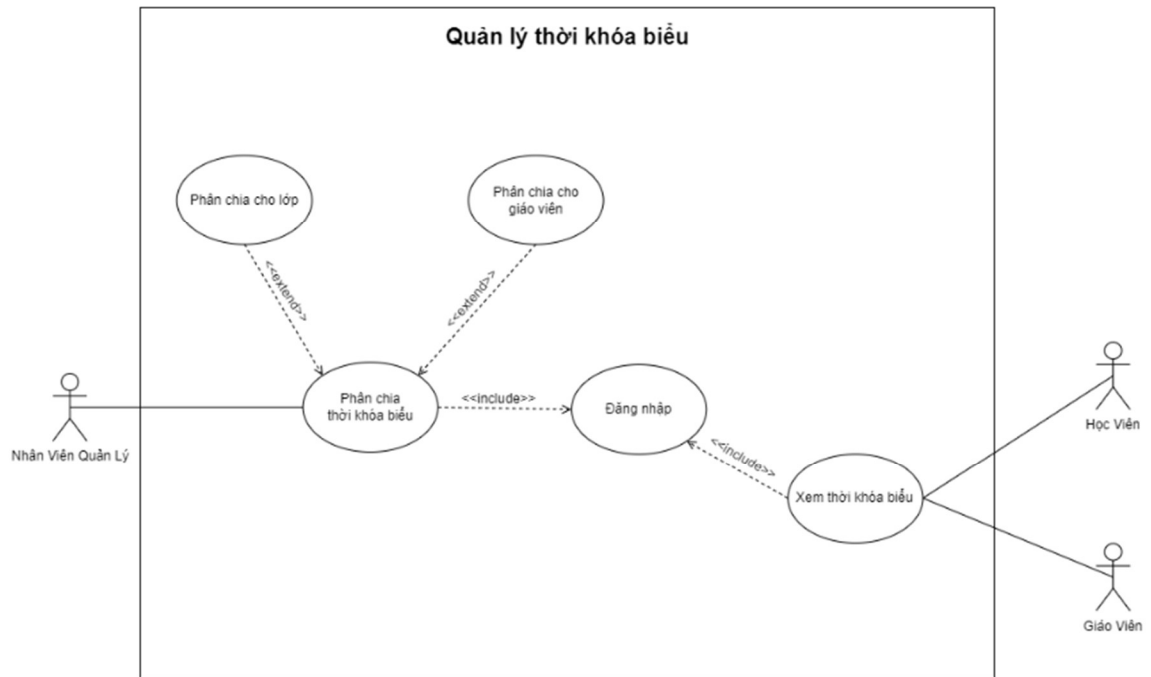 Quản lý thời khóa biểu
Phân chia cho lớp
Phân chia cho
giáo viên
<<extend>>
<<extend>>
Phân chia
thời khóa biểu
<<include>>
Đăng nhập
<<include>>
Xem thời khóa biểu
Nhân Viên Quản Lý
Học Viên
Giáo Viên